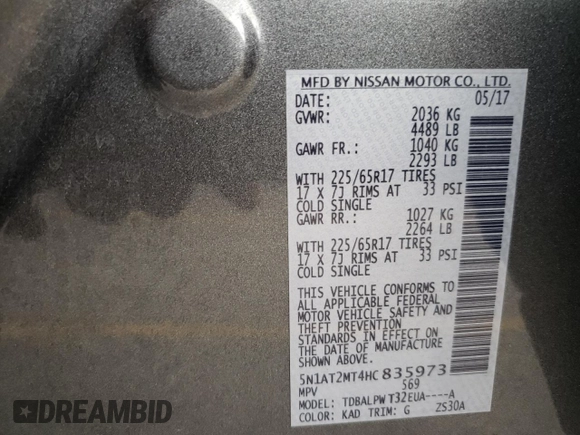 MFD BY NISSAN MOTOR CO., LTD.
DATE: 05/17
GVWR: 2036 KG
4489 LB
GAWR FR.: 1040 KG
2293 LB
WITH 225/65R17 TIRES
17 X 7J RIMS AT 33 PSI
COLD SINGLE
GAWR RR.: 1027 KG
2264 LB
WITH 225/65R17 TIRES
17 X 7J RIMS AT 33 PSI
COLD SINGLE
THIS VEHICLE CONFORMS TO
ALL APPLICABLE FEDERAL
MOTOR VEHICLE SAFETY AND
THEFT PREVENTION
STANDARDS IN EFFECT ON
THE DATE OF MANUFACTURE
SHOWN ABOVE.
5N1AT2MT4HC835973
MPV 569
MODEL: TDBALPWT32EUA----A
COLOR: KAD TRIM: G ZS30A
DREAMBID